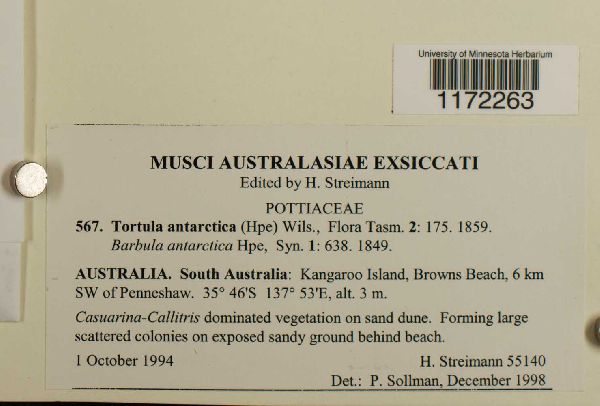 University of Minnesota Herbarium
1172263
MUSCI AUSTRALASIAE EXSICCATI
Edited by H. Streimann
POTTIACEAE
567. Tortula antarctica (Hpe) Wils., Flora Tasm. 2: 175. 1859.
Barbula antarctica Hpe, Syn. 1: 638. 1849.
AUSTRALIA. South Australia: Kangaroo Island, Browns Beach, 6 km
SW of Penneshaw. 35° 46'S 137° 53'E, alt. 3 m.
Casuarina-Callitris dominated vegetation on sand dune. Forming large
scattered colonies on exposed sandy ground behind beach.
1 October 1994 H. Streimann 55140
Det.: P. Sollman, December 1998